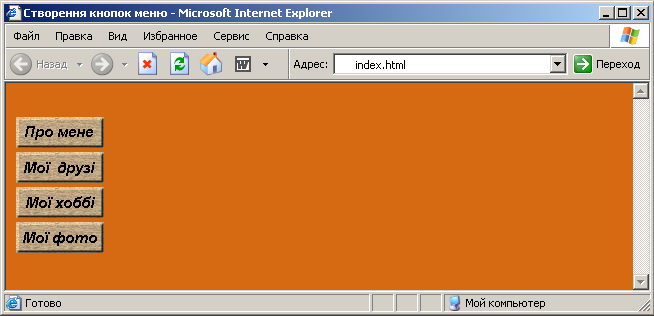 Створення кнопок меню - Microsoft Internet Explorer
Файл Правка Вид Избранное Сервис Справка
Назад Адрес: index.html Переход
Про мене
Мої друзі
Мої хоббі
Мої фото
Готово Мой компьютер